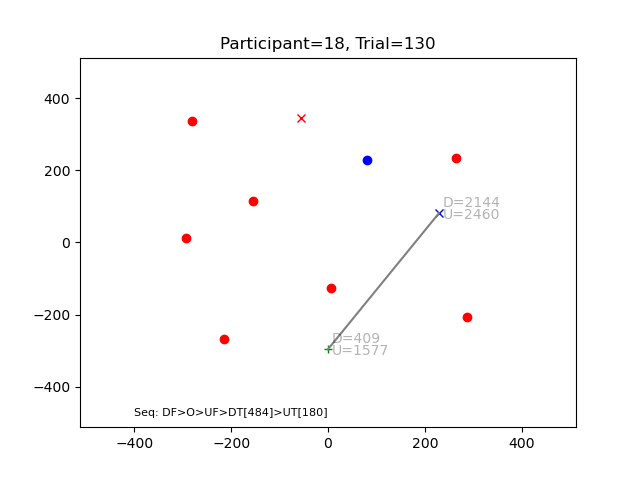 Participant=18, Trial=130
400
200
0
−200
−400
D=2144
U=2460
D=409
U=1577
Seq: DF>O>UF>DT[484]>UT[180]
−400 −200 0 200 400